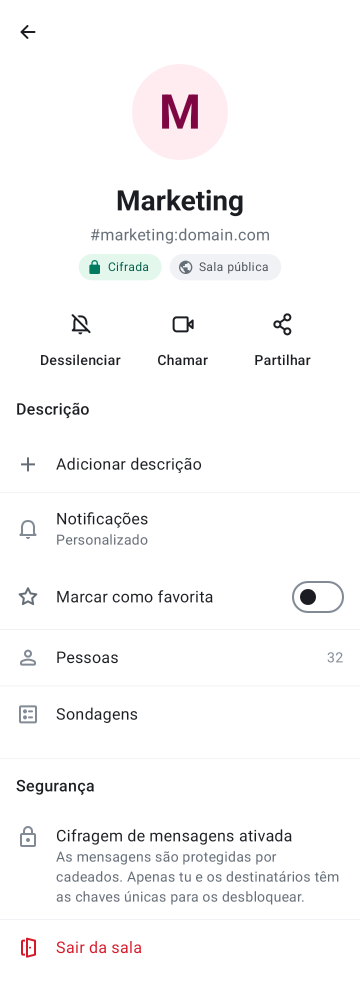 M
Marketing
#marketing:domain.com
Cifrada
Sala pública
Dessilenciar
Chamar
Partilhar
Descrição
Adicionar descrição
Notificações
Personalizado
Marcar como favorita
Pessoas
32
Sondagens
Segurança
Cifragem de mensagens ativada
As mensagens são protegidas por
cadeados. Apenas tu e os destinatários têm
as chaves únicas para os desbloquear.
Sair da sala